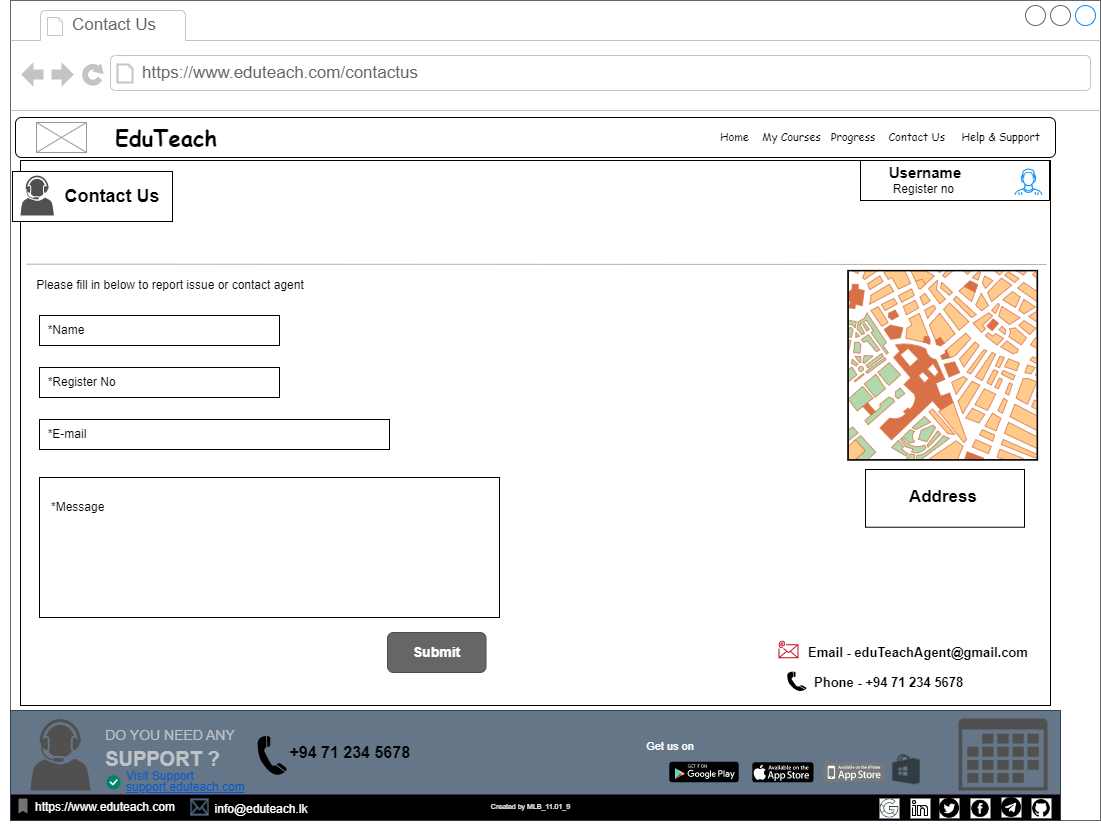 Contact Us
https://www.eduteach.com/contactus
EduTeach
Home My Courses Progress Contact Us Help & Support
Contact Us
Username
Register no
Please fill in below to report issue or contact agent
*Name
*Register No
*E-mail
*Message
Submit
Address
Email - eduTeachAgent@gmail.com
Phone - +94 71 234 5678
DO YOU NEED ANY
SUPPORT ?
Visit Support
support.eduteach.com
+94 71 234 5678
Get us on
GET IT ON
Google Play
Available on the
App Store
Available on the iPhone
App Store
https://www.eduteach.com
info@eduteach.lk
Created by MLB_11.01_9
G
in